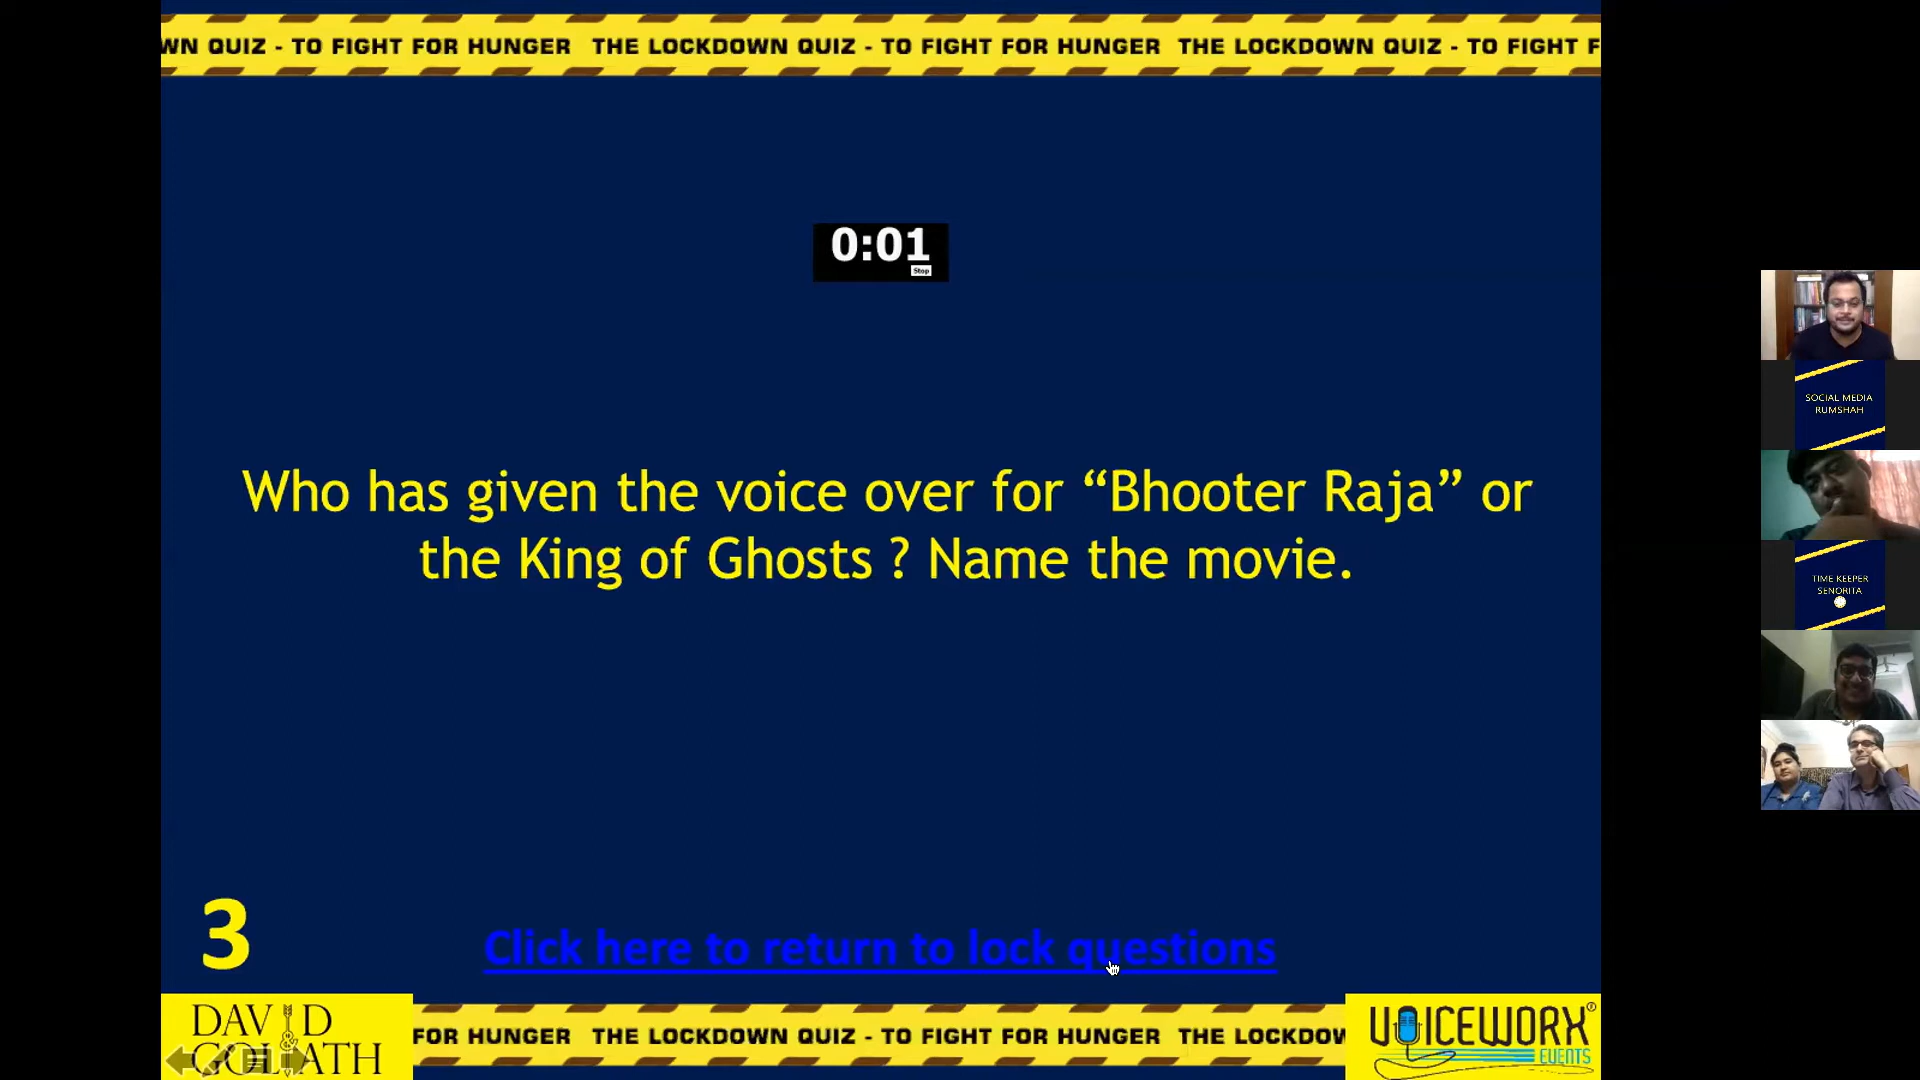 WN QUIZ - TO FIGHT FOR HUNGER THE LOCKDOWN QUIZ - TO FIGHT FOR HUNGER THE LOCKDOWN QUIZ - TO FIGHT F
0:01
Stop
Who has given the voice over for “Bhooter Raja” or
the King of Ghosts ? Name the movie.
SOCIAL MEDIA
RUMSHAH
TIME KEEPER
SENORITA
3
Click here to return to lock questions
DAVID
&
GOLIATH
FOR HUNGER THE LOCKDOWN QUIZ - TO FIGHT FOR HUNGER THE LOCKDOW
VOICEWORX
EVENTS